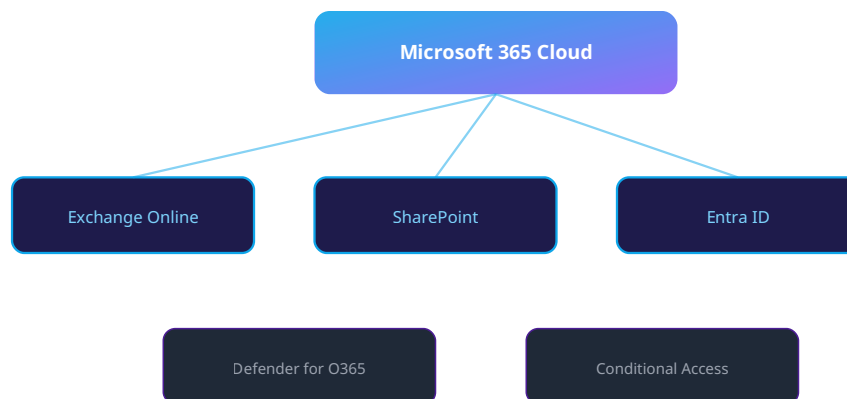 Microsoft 365 Cloud
Exchange Online
SharePoint
Entra ID
Defender for O365
Conditional Access